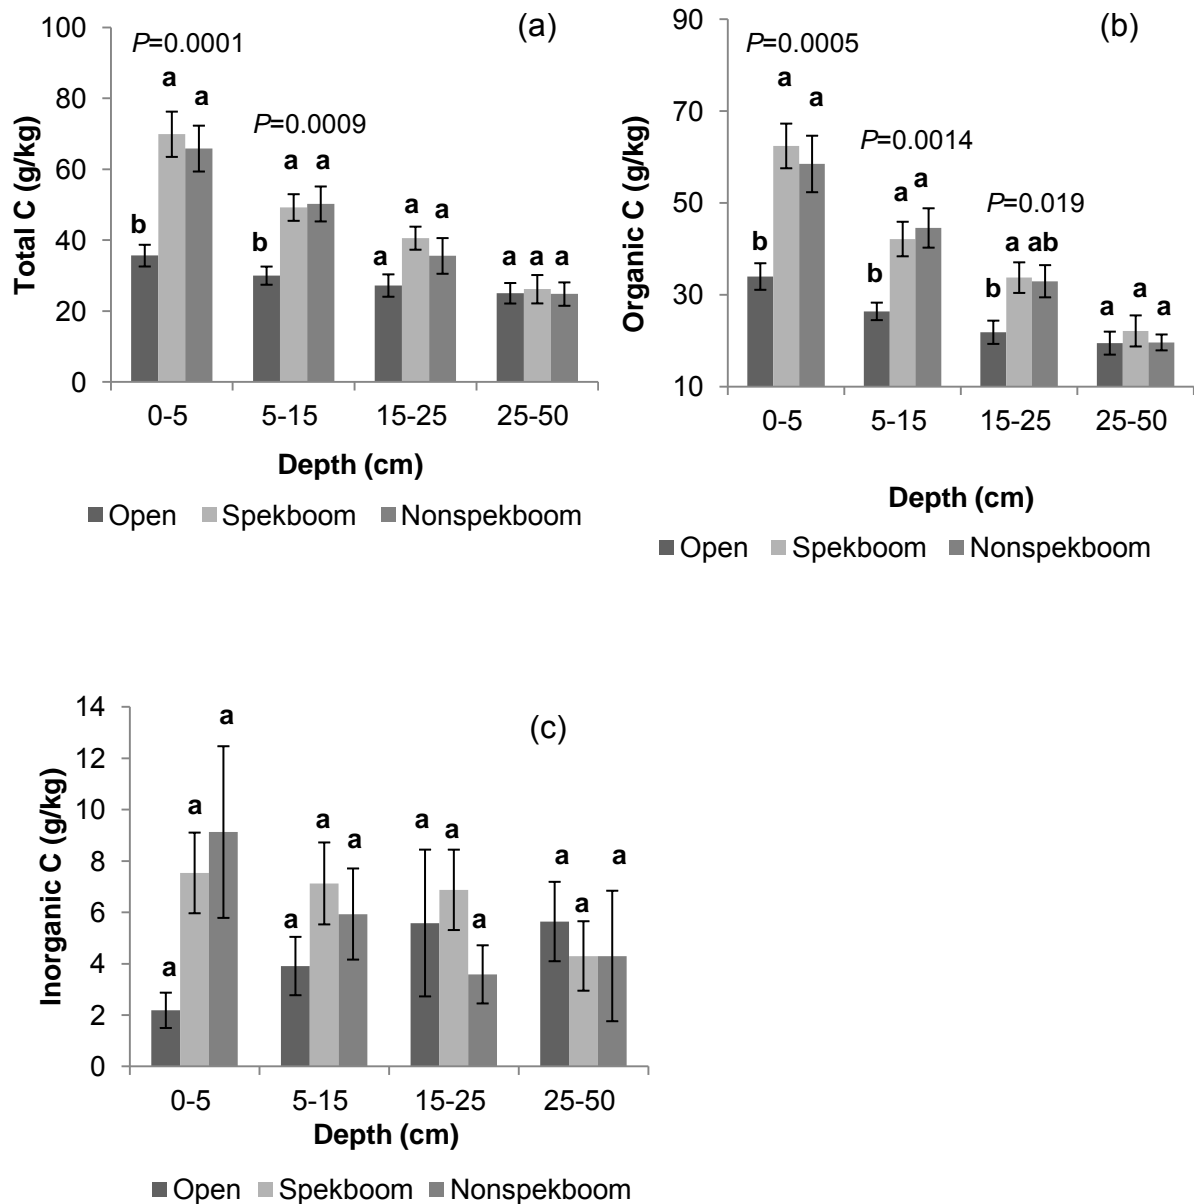 (a)
P=0.0001
P=0.0009
Total C (g/kg)
100
80
60
40
20
0
b a a
b a a
a a a
a a a
0-5 5-15 15-25 25-50
Depth (cm)
Open Spekboom Nonspekboom
(b)
P=0.0005
P=0.0014
P=0.019
Organic C (g/kg)
90
70
50
30
10
b a a
b a a
b a ab
a a a
0-5 5-15 15-25 25-50
Depth (cm)
Open Spekboom Nonspekboom
(c)
Inorganic C (g/kg)
14
12
10
8
6
4
2
0
a a a
a a a
a a a
a a a
0-5 5-15 15-25 25-50
Depth (cm)
Open Spekboom Nonspekboom